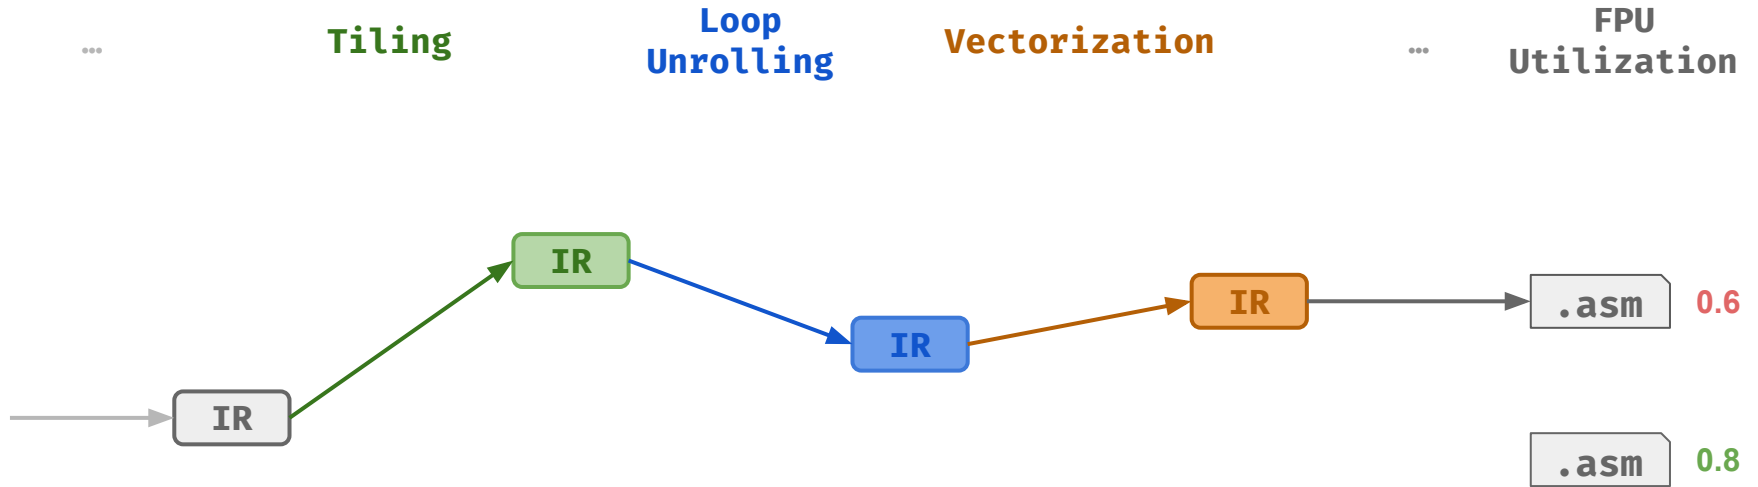 …
Tiling
Loop
Unrolling
Vectorization
…
FPU
Utilization
IR
IR
IR
IR
.asm
0.6
.asm
0.8